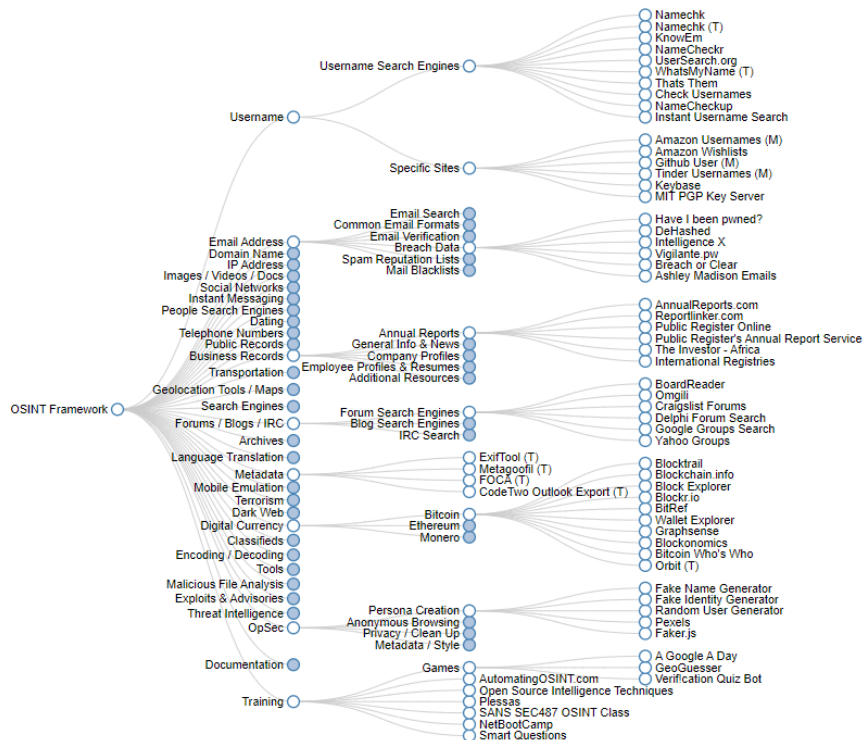 OSINT Framework
Username
Username Search Engines
Namechk
Namechk (T)
KnowEm
NameCheckr
UserSearch.org
WhatsMyName (T)
Thats Them
Check Usernames
NameCheckup
Instant Username Search
Specific Sites
Amazon Usernames (M)
Amazon Wishlists
Github User (M)
Tinder Usernames (M)
Keybase
MIT PGP Key Server
Email Address
Email Search
Common Email Formats
Email Verification
Breach Data
Have I been pwned?
DeHashed
Intelligence X
Vigilante.pw
Breach or Clear
Ashley Madison Emails
Spam Reputation Lists
Mail Blacklists
Domain Name
IP Address
Images / Videos / Docs
Social Networks
Instant Messaging
People Search Engines
Dating
Telephone Numbers
Public Records
Business Records
Annual Reports
AnnualReports.com
Reportlinker.com
Public Register Online
Public Register's Annual Report Service
The Investor - Africa
International Registries
General Info & News
Company Profiles
Employee Profiles & Resumes
Additional Resources
Transportation
Geolocation Tools / Maps
Search Engines
Forums / Blogs / IRC
Forum Search Engines
BoardReader
Omgili
Craigslist Forums
Delphi Forum Search
Google Groups Search
Yahoo Groups
Blog Search Engines
IRC Search
Archives
Language Translation
Metadata
ExifTool (T)
Metagoofil (T)
FOCA (T)
CodeTwo Outlook Export (T)
Mobile Emulation
Terrorism
Dark Web
Digital Currency
Bitcoin
Blocktrail
Blockchain.info
Block Explorer
Blockr.io
BitRef
Wallet Explorer
Graphsense
Blockonomics
Bitcoin Who's Who
Orbit (T)
Ethereum
Monero
Classifieds
Encoding / Decoding
Tools
Malicious File Analysis
Exploits & Advisories
Threat Intelligence
OpSec
Persona Creation
Fake Name Generator
Fake Identity Generator
Random User Generator
Pexels
Faker.js
Anonymous Browsing
Privacy / Clean Up
Metadata / Style
Documentation
Training
Games
A Google A Day
GeoGuesser
Verification Quiz Bot
AutomatingOSINT.com
Open Source Intelligence Techniques
Plessas
SANS SEC487 OSINT Class
NetBootCamp
Smart Questions